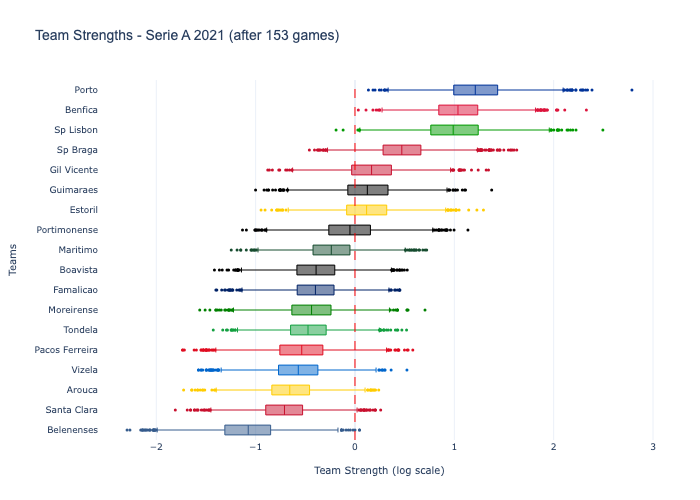 Team Strengths - Serie A 2021 (after 153 games)
Porto
Benfica
Sp Lisbon
Sp Braga
Gil Vicente
Guimaraes
Estoril
Portimonense
Maritimo
Boavista
Famalicao
Moreirense
Tondela
Pacos Ferreira
Vizela
Arouca
Santa Clara
Belenenses
Teams
−2 −1 0 1 2 3
Team Strength (log scale)